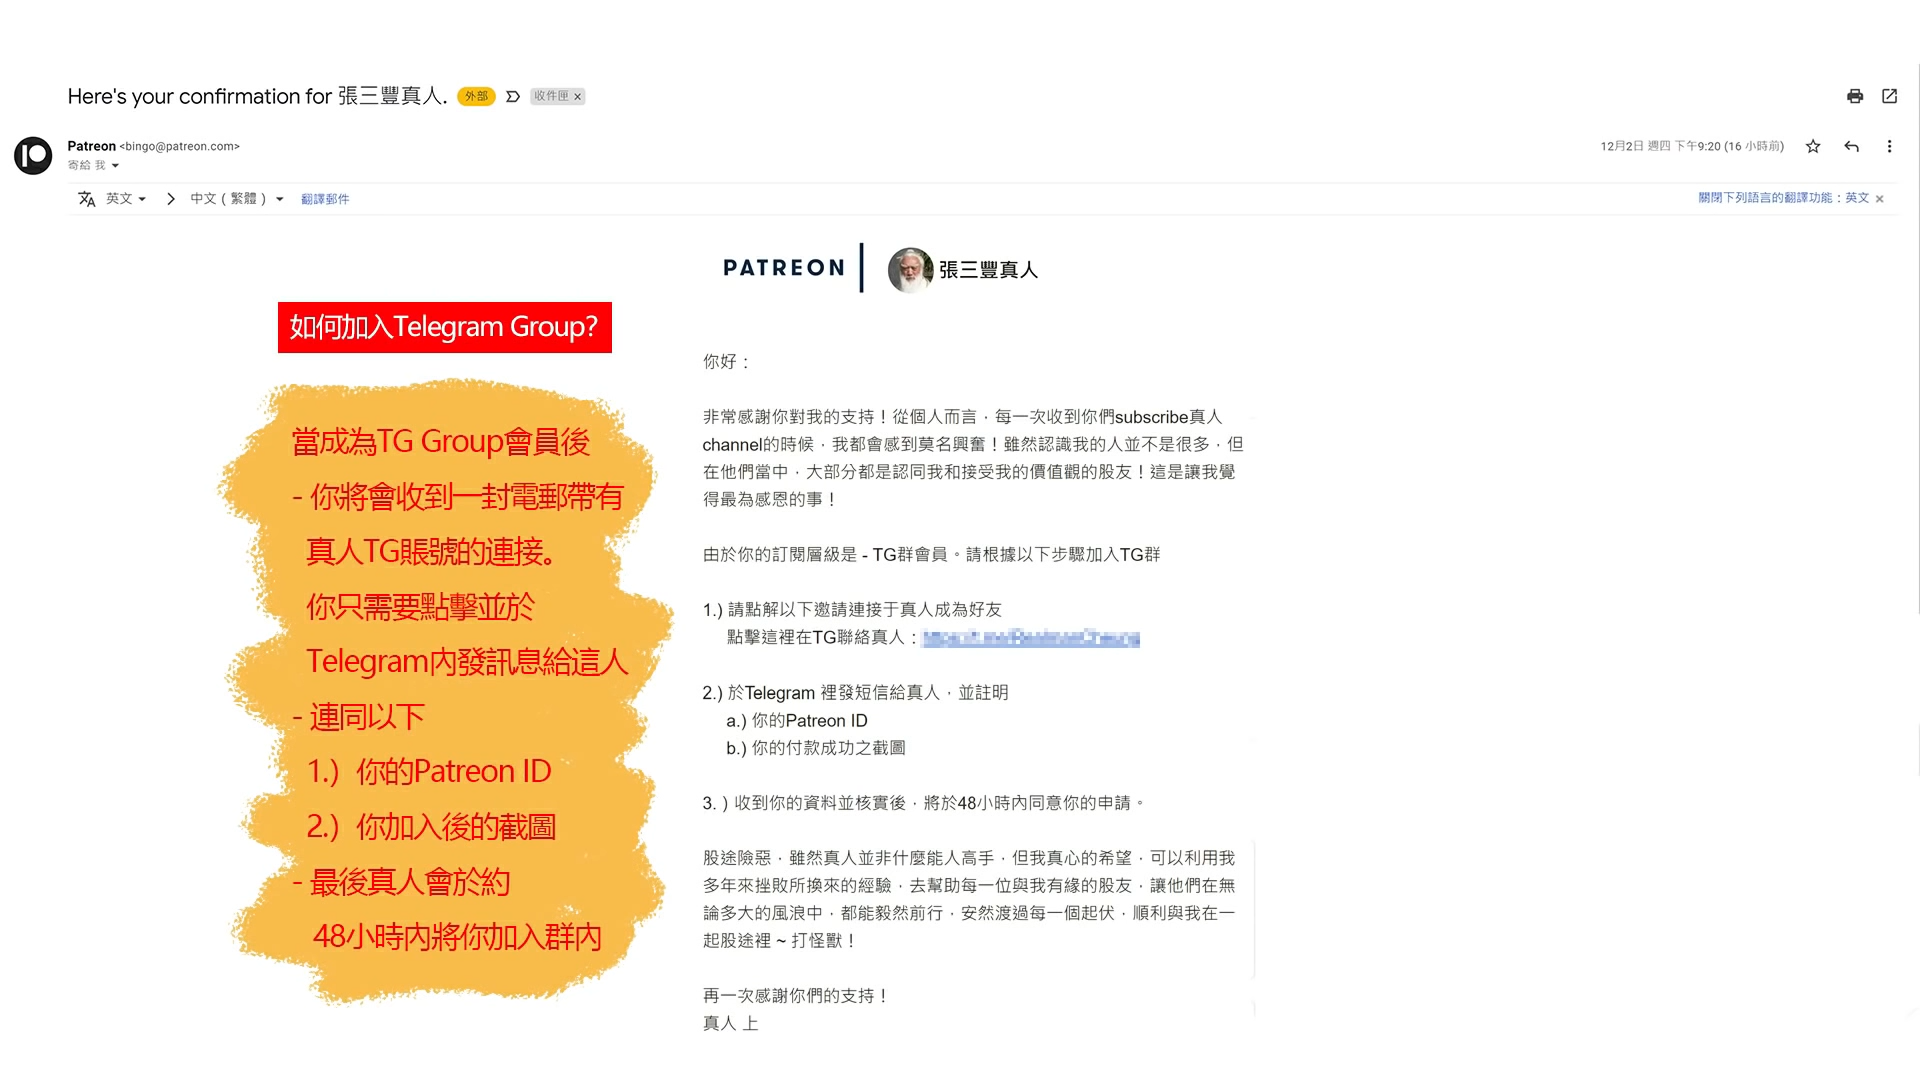 Here's your confirmation for 張三豐真人. 外部 收件匣 ×
Patreon <bingo@patreon.com>
12月2日 週四 下午9:20 (16 小時前)
寄給 我
英文 > 中文 ( 繁體 ) 翻譯郵件
關閉下列語言的翻譯功能：英文 ×
PATREON | 張三豐真人
如何加入Telegram Group?
當成為TG Group會員後
- 你將會收到一封電郵帶有
真人TG賬號的連接。
你只需要點擊並於
Telegram內發訊息給這人
- 連同以下
1.）你的Patreon ID
2.）你加入後的截圖
- 最後真人會於約
48小時內將你加入群內
你好：
非常感謝你對我的支持！從個人而言，每一次收到你們subscribe真人
channel的時候，我都會感到莫名興奮！雖然認識我的人並不是很多，但
在他們當中，大部分都是認同我和接受我的價值觀的股友！這是讓我覺
得最為感恩的事！
由於你的訂閱層級是 - TG群會員。請根據以下步驟加入TG群
1.) 請點解以下邀請連接于真人成為好友
點擊這裡在TG聯絡真人：
2.) 於Telegram 裡發短信給真人，並註明
a.) 你的Patreon ID
b.) 你的付款成功之截圖
3. ) 收到你的資料並核實後，將於48小時內同意你的申請。
股途險惡，雖然真人並非什麼能人高手，但我真心的希望，可以利用我
多年來挫敗所換來的經驗，去幫助每一位與我有緣的股友，讓他們在無
論多大的風浪中，都能毅然前行，安然渡過每一個起伏，順利與我在一
起股途裡 ~ 打怪獸！
再一次感謝你們的支持！
真人 上